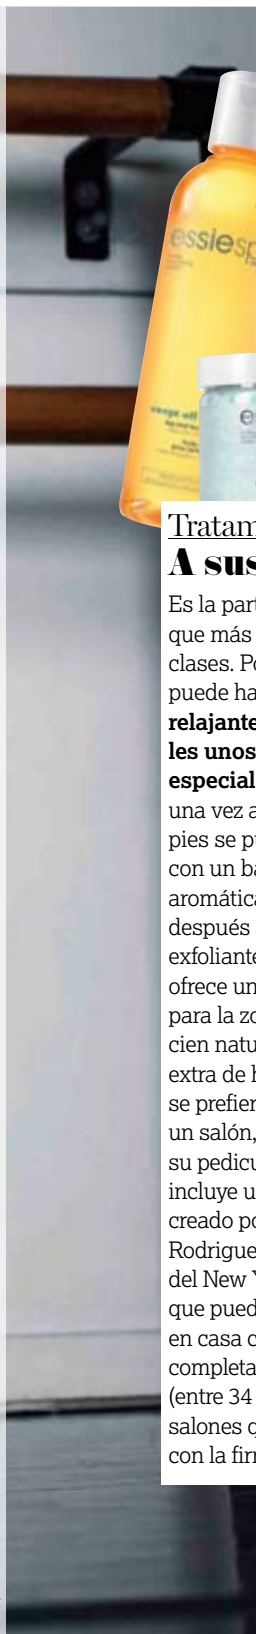 essiesp
Tratam
A sus
Es la part
que más
clases. Po
puede ha
relajante
les unos
especial
una vez a
pies se pu
con un ba
aromática
después
exfoliante
ofrece un
para la zo
cien natu
extra de h
se prefier
un salón,
su pedicu
incluye u
creado po
Rodrigue
del New Y
que pued
en casa c
completa
(entre 34
salones q
con la firm